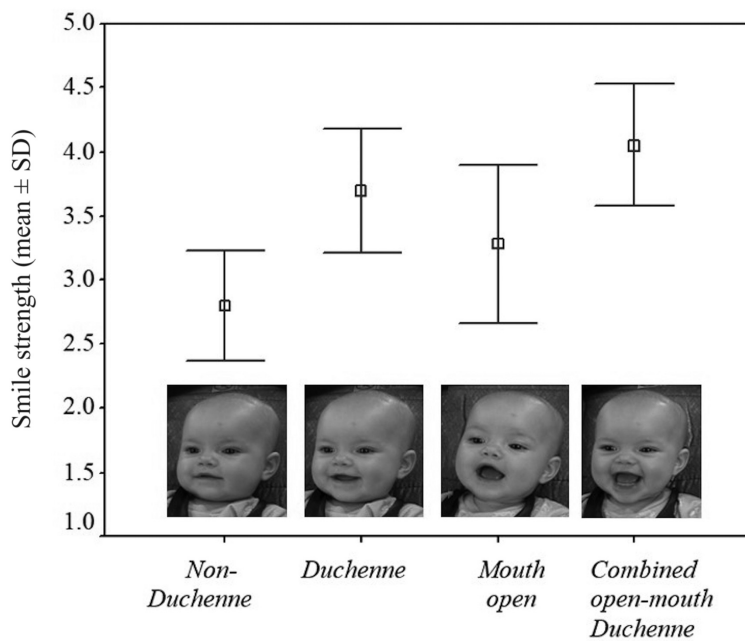 Smile strength (mean ± SD)
5.0
4.5
4.0
3.5
3.0
2.5
2.0
1.5
1.0
Non-
Duchenne
Duchenne
Mouth
open
Combined
open-mouth
Duchenne